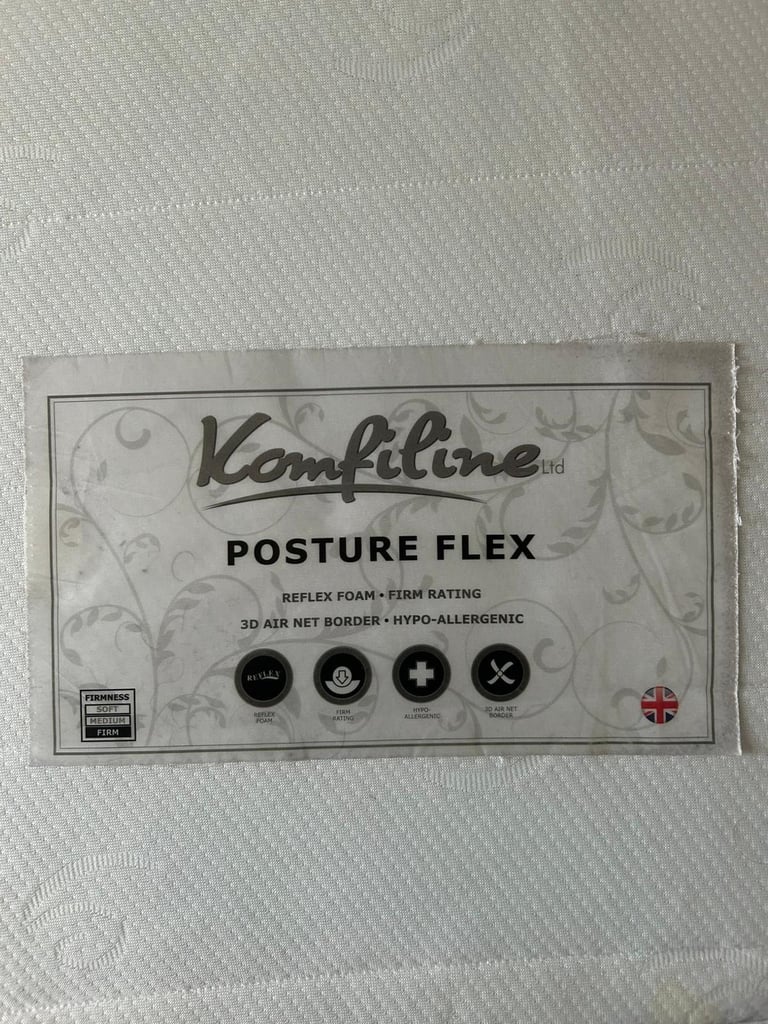 Komfiline Ltd
POSTURE FLEX
REFLEX FOAM • FIRM RATING
3D AIR NET BORDER • HYPO-ALLERGENIC
REFLEX
REFLEX
FOAM
FIRM
RATING
HYPO-
ALLERGENIC
3D AIR NET
BORDER
FIRMNESS
SOFT
MEDIUM
FIRM